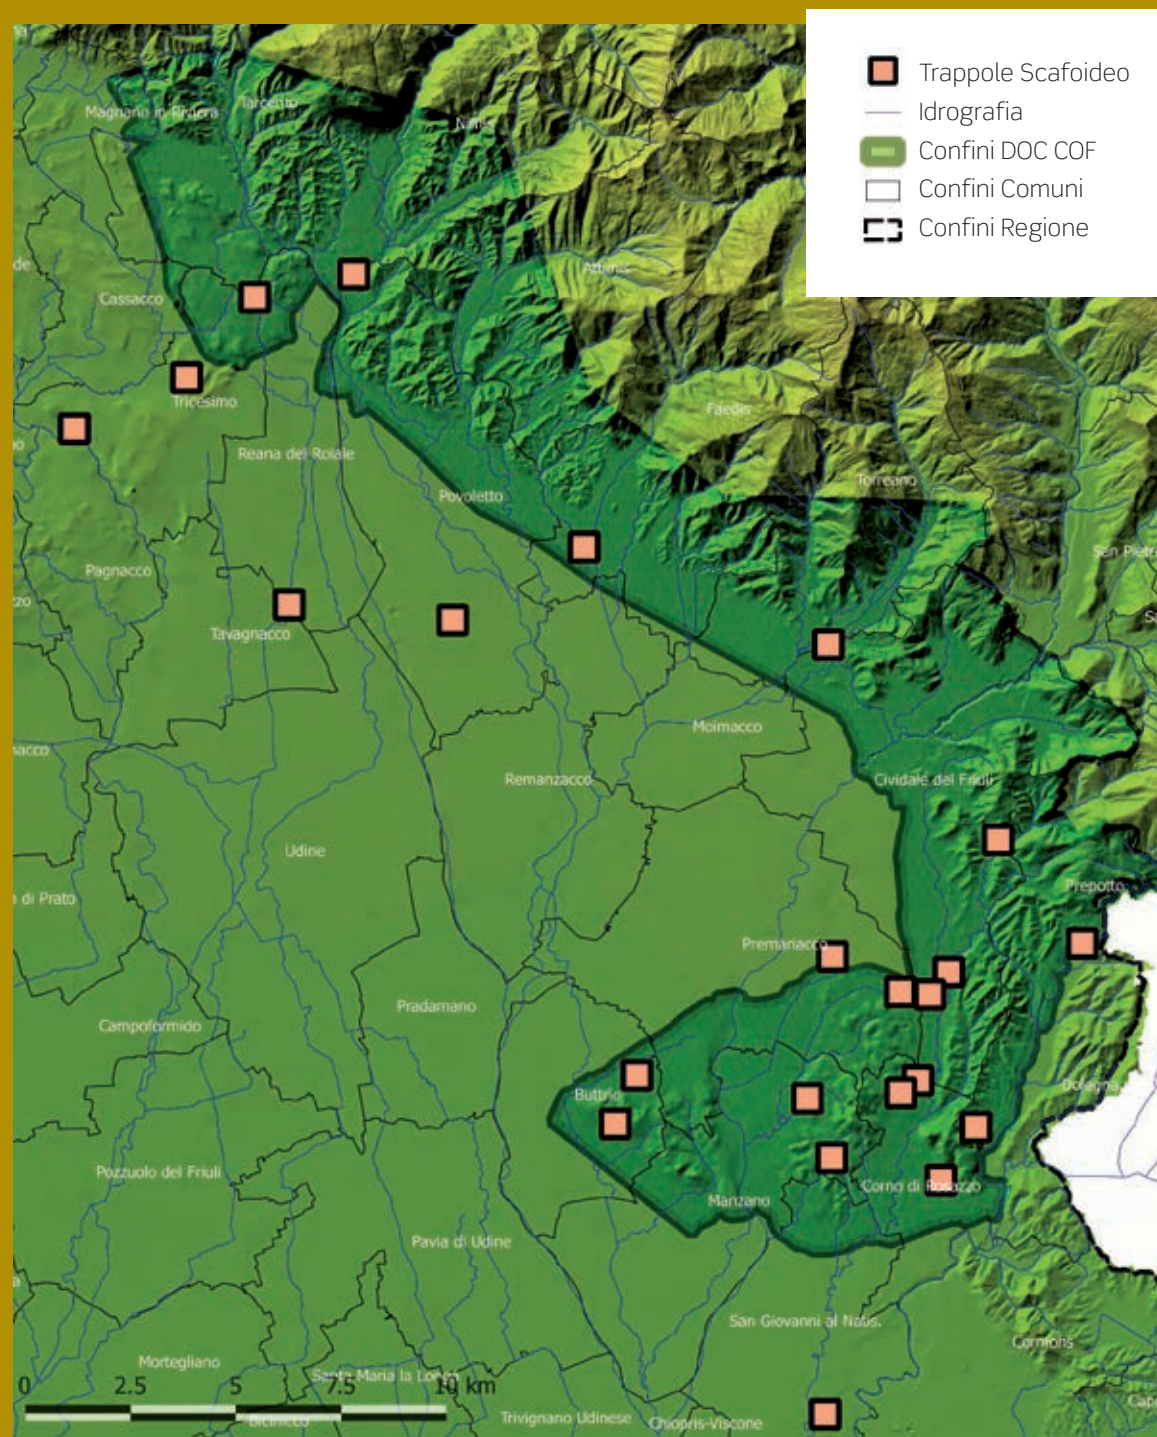 Trappole Scafoideo
Idrografia
Confini DOC COF
Confini Comuni
Confini Regione
Magnano in Riviera
Tarcento
Nimis
Attimis
Cassacco
Tricesimo
Faedis
Reana del Roiale
Torreano
Povoletto
Pagnacco
Tavagnacco
Moimacco
Remanzacco
Cividale del Friuli
Udine
Prepotto
di Prato
Premariacco
Pradamano
Campoformido
Dolegna
Buttrio
Pozzuolo del Friuli
Corno di Rosazzo
Manzano
Pavia di Udine
San Giovanni al Natis.
Cormons
Mortegliano
Santa Maria la Longa
0 2.5 5 7.5 10 km
Bicinicco
Trivignano Udinese
Chiopris-Viscone